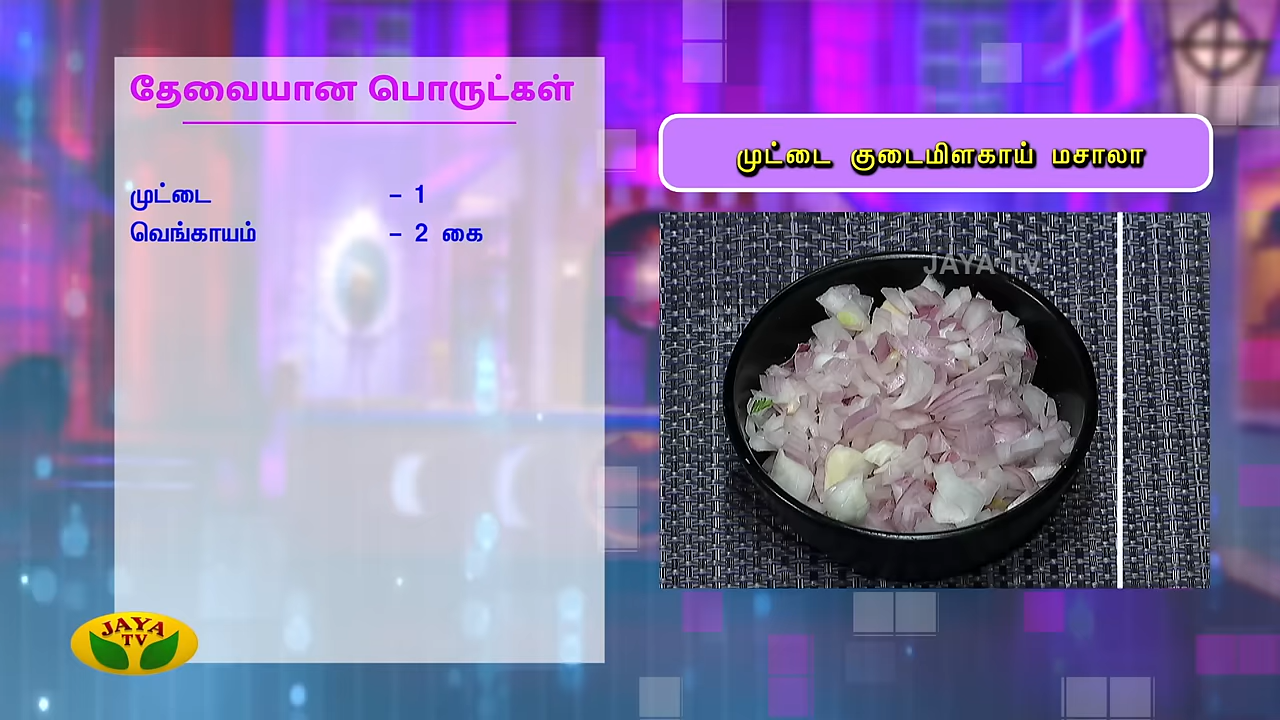 தேவையான பொருட்கள்
முட்டை - 1
வெங்காயம் - 2 கை
முட்டை குடைமிளகாய் மசாலா
JAYA TV
JAYA
TV